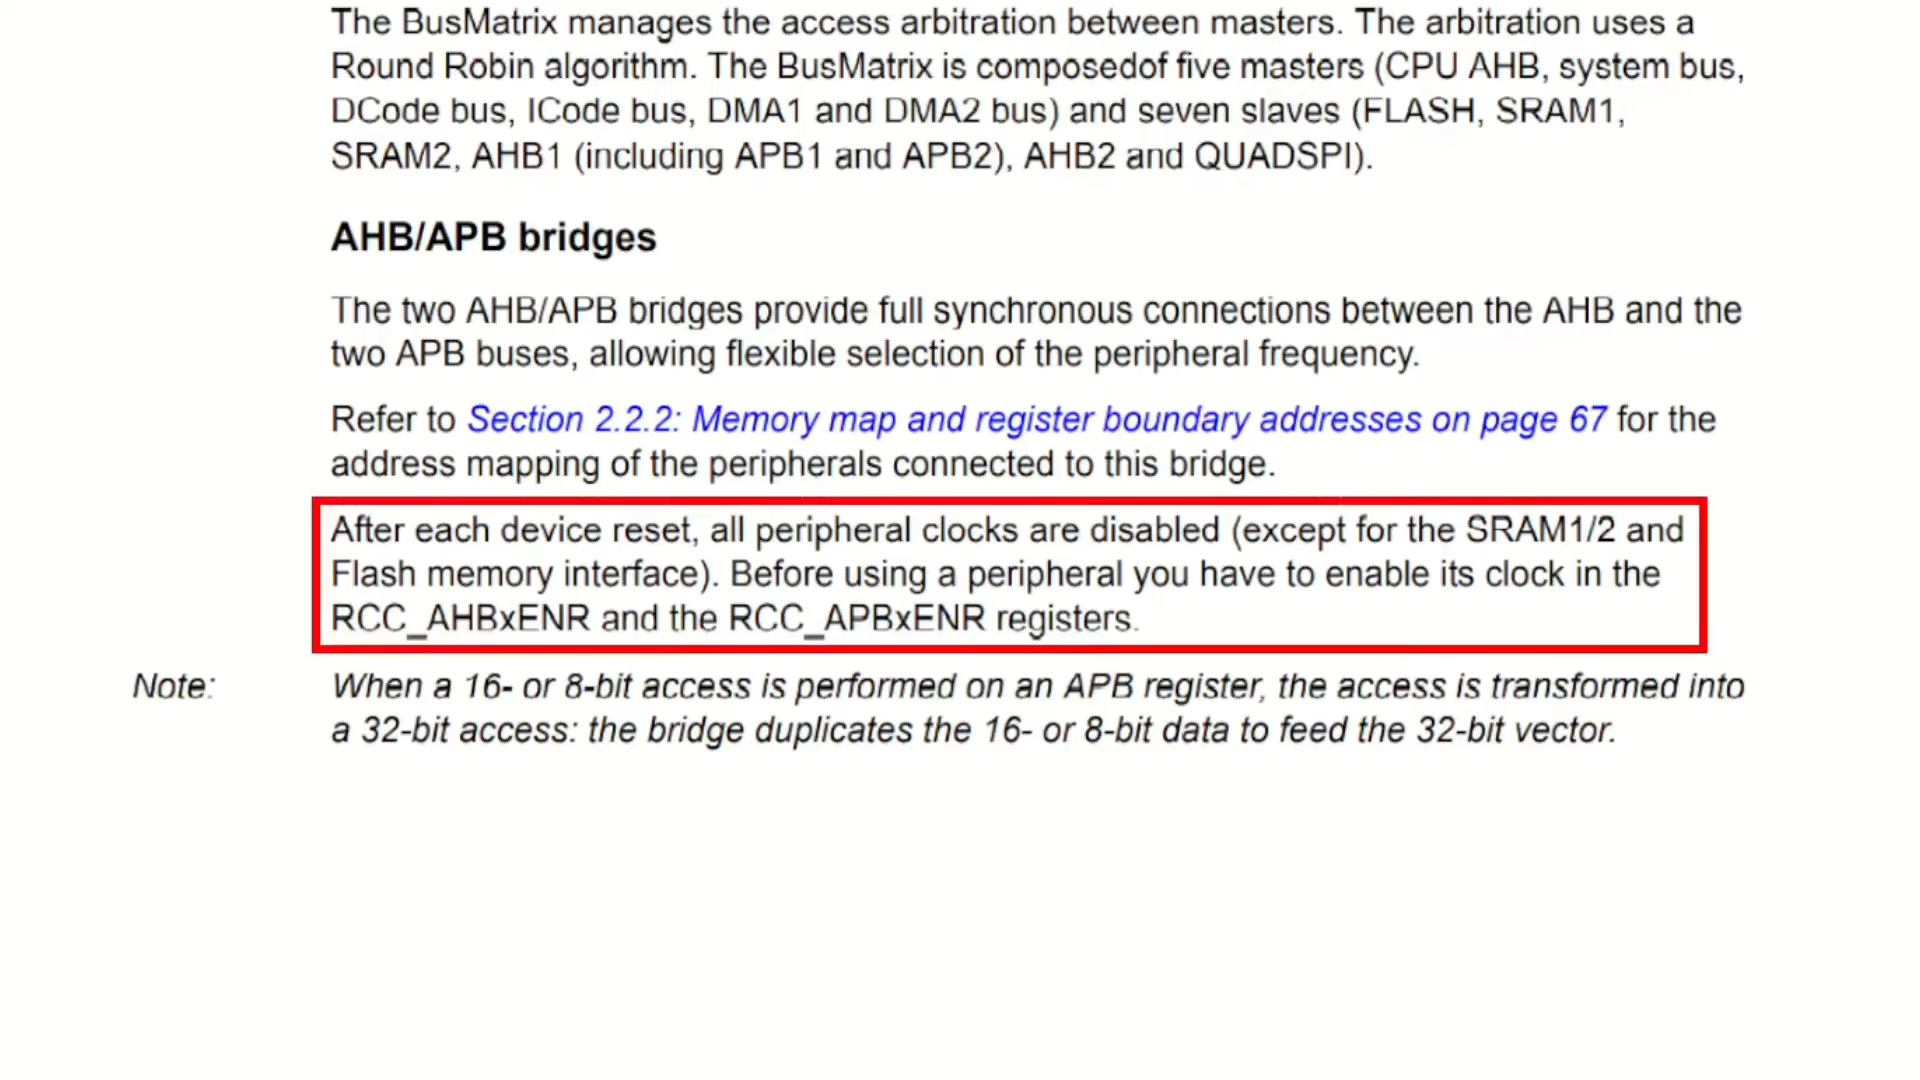 The BusMatrix manages the access arbitration between masters. The arbitration uses a
Round Robin algorithm. The BusMatrix is composedof five masters (CPU AHB, system bus,
DCode bus, ICode bus, DMA1 and DMA2 bus) and seven slaves (FLASH, SRAM1,
SRAM2, AHB1 (including APB1 and APB2), AHB2 and QUADSPI).
AHB/APB bridges
The two AHB/APB bridges provide full synchronous connections between the AHB and the
two APB buses, allowing flexible selection of the peripheral frequency.
Refer to Section 2.2.2: Memory map and register boundary addresses on page 67 for the
address mapping of the peripherals connected to this bridge.
After each device reset, all peripheral clocks are disabled (except for the SRAM1/2 and
Flash memory interface). Before using a peripheral you have to enable its clock in the
RCC_AHBxENR and the RCC_APBxENR registers.
Note: When a 16- or 8-bit access is performed on an APB register, the access is transformed into
a 32-bit access: the bridge duplicates the 16- or 8-bit data to feed the 32-bit vector.